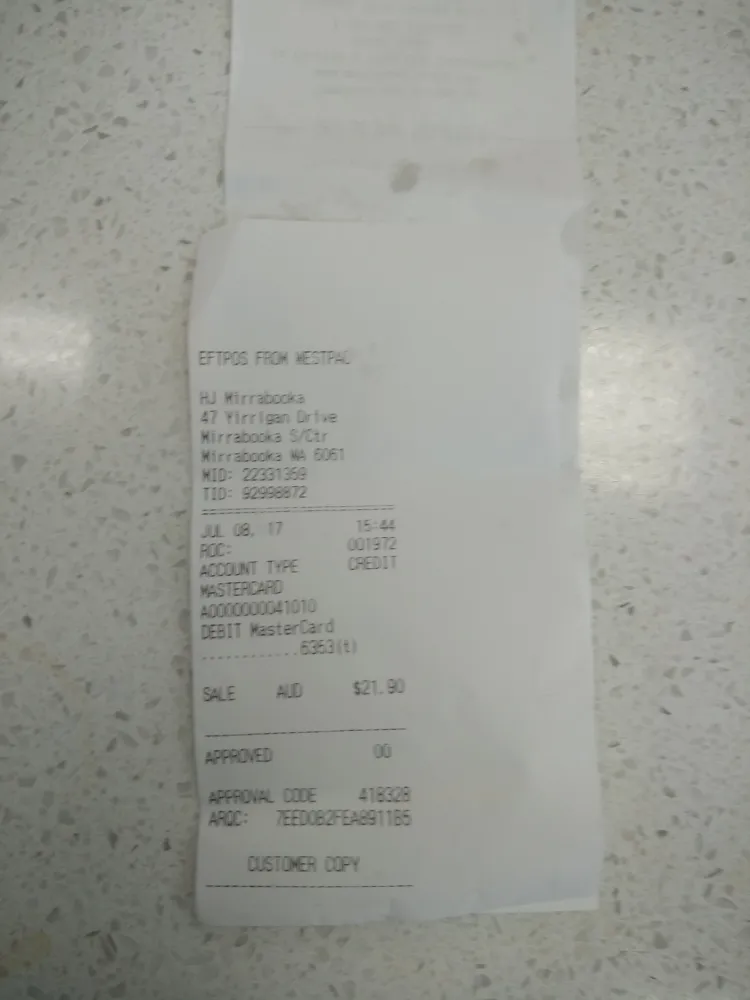 EFTPOS FROM WESTPAC
HJ Mirrabooka
47 Yirrigan Drive
Mirrabooka S/Ctr
Mirrabooka WA 6061
MID: 22331369
TID: 92998872
JUL 08, 17 15:44
ROC: 001972
ACCOUNT TYPE CREDIT
MASTERCARD
A0000000041010
DEBIT MasterCard
............6353(t)
SALE AUD $21.90
APPROVED 00
APPROVAL CODE 418328
ARQC: 7EED0B2FEA8911B5
CUSTOMER COPY